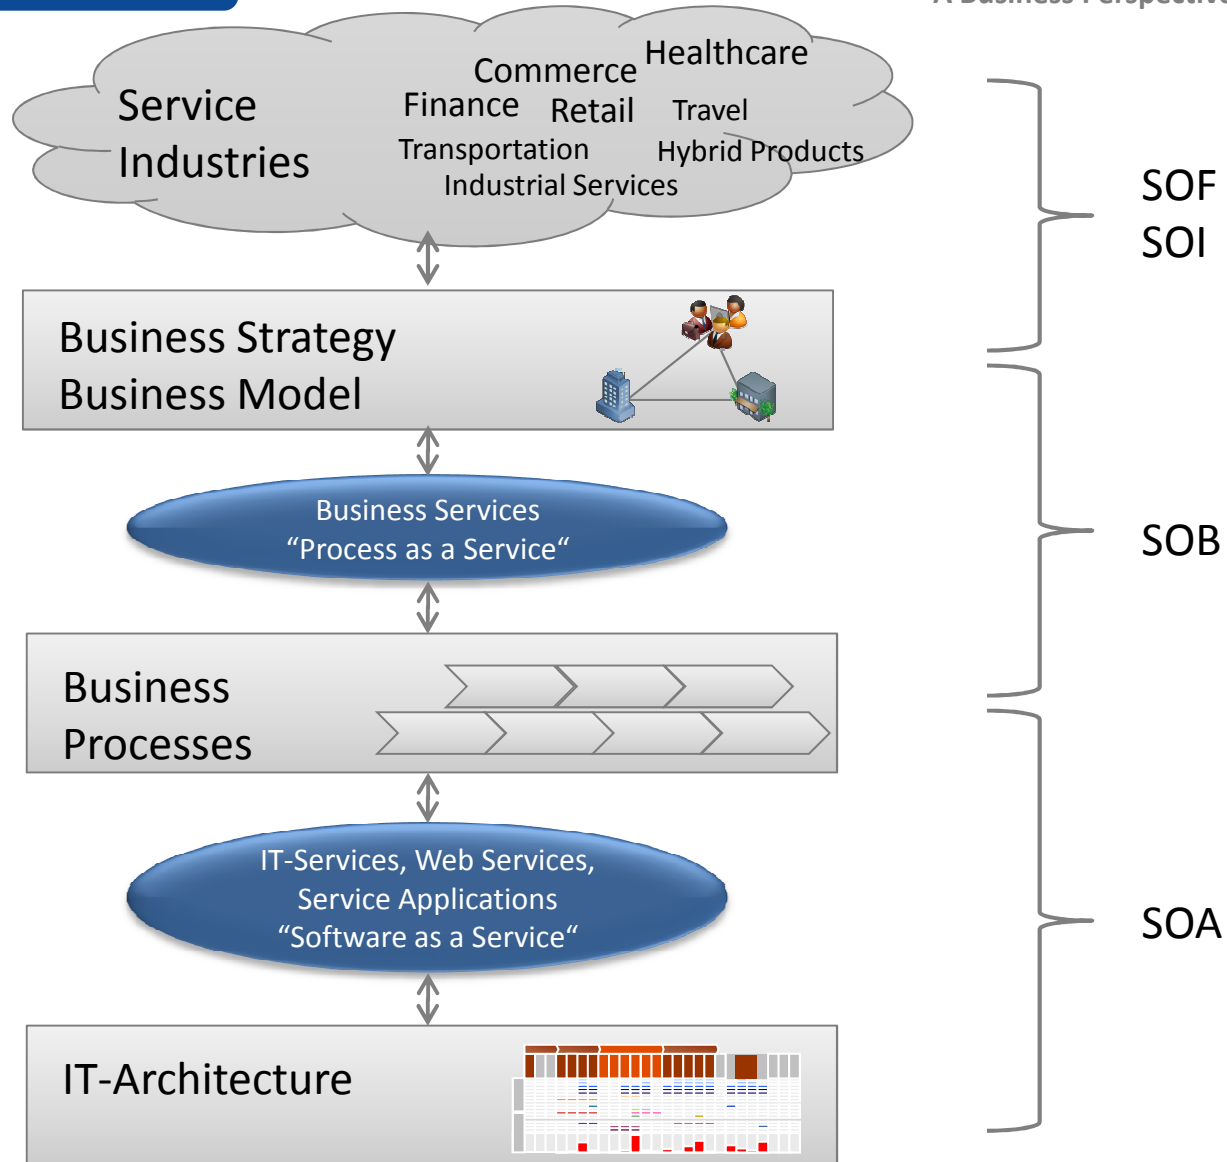 A Business Perspective
Service
Industries
Healthcare
Commerce
Finance
Retail
Travel
Transportation
Hybrid Products
Industrial Services
SOF
SOI
Business Strategy
Business Model
Business Services
“Process as a Service“
SOB
Business
Processes
IT-Services, Web Services,
Service Applications
“Software as a Service“
SOA
IT-Architecture